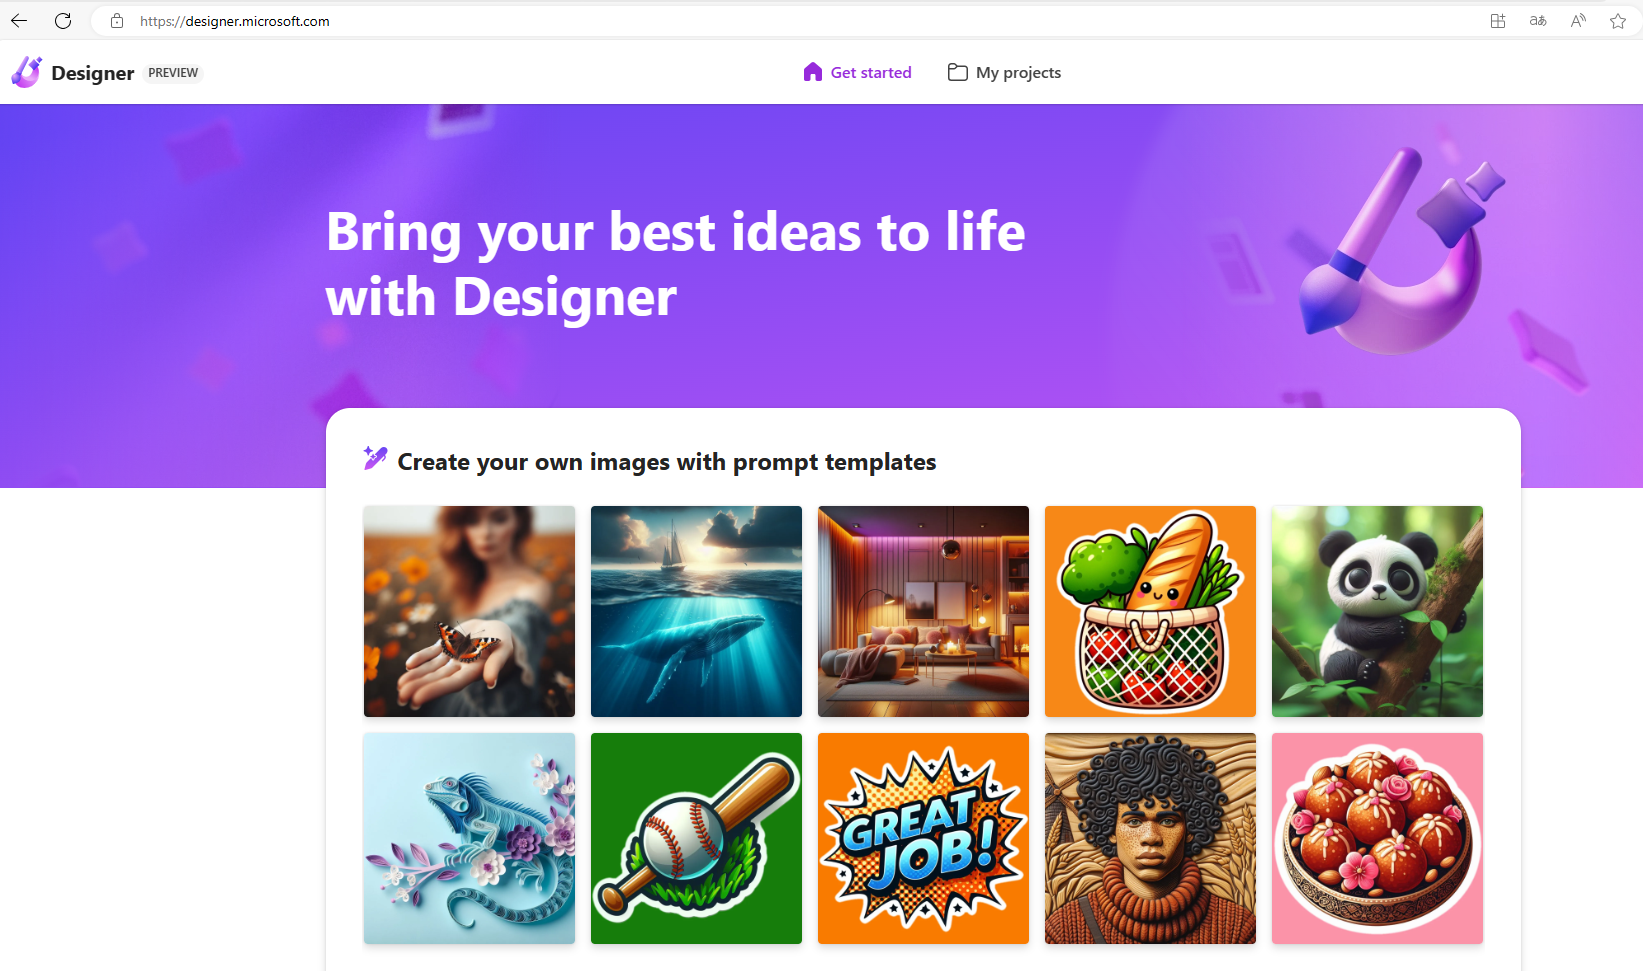 https://designer.microsoft.com
Designer PREVIEW
Get started
My projects
Bring your best ideas to life
with Designer
Create your own images with prompt templates
GREAT
JOB!